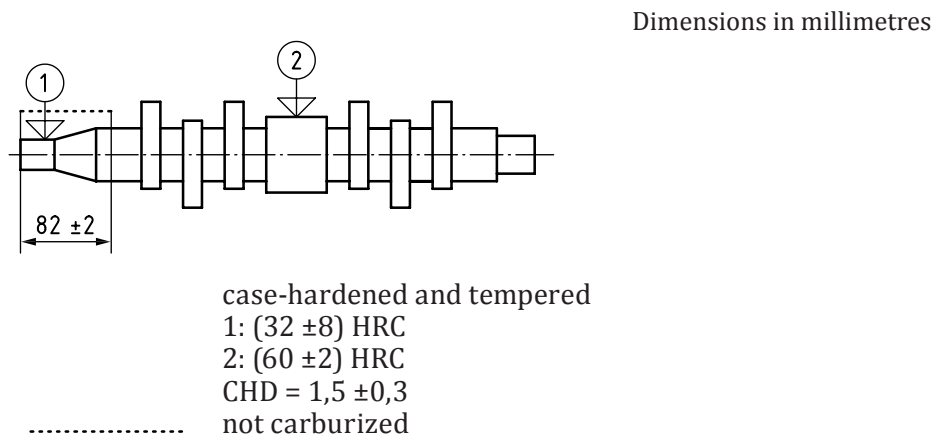 Dimensions in millimetres
1
2
82 ±2
case-hardened and tempered
1: (32 ±8) HRC
2: (60 ±2) HRC
CHD = 1,5 ±0,3
not carburized